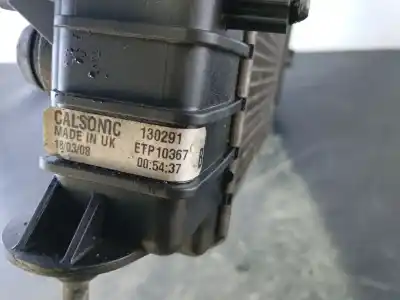 CALSONIC 130291
MADE IN UK ETP10367
18/03/08 00:54:37